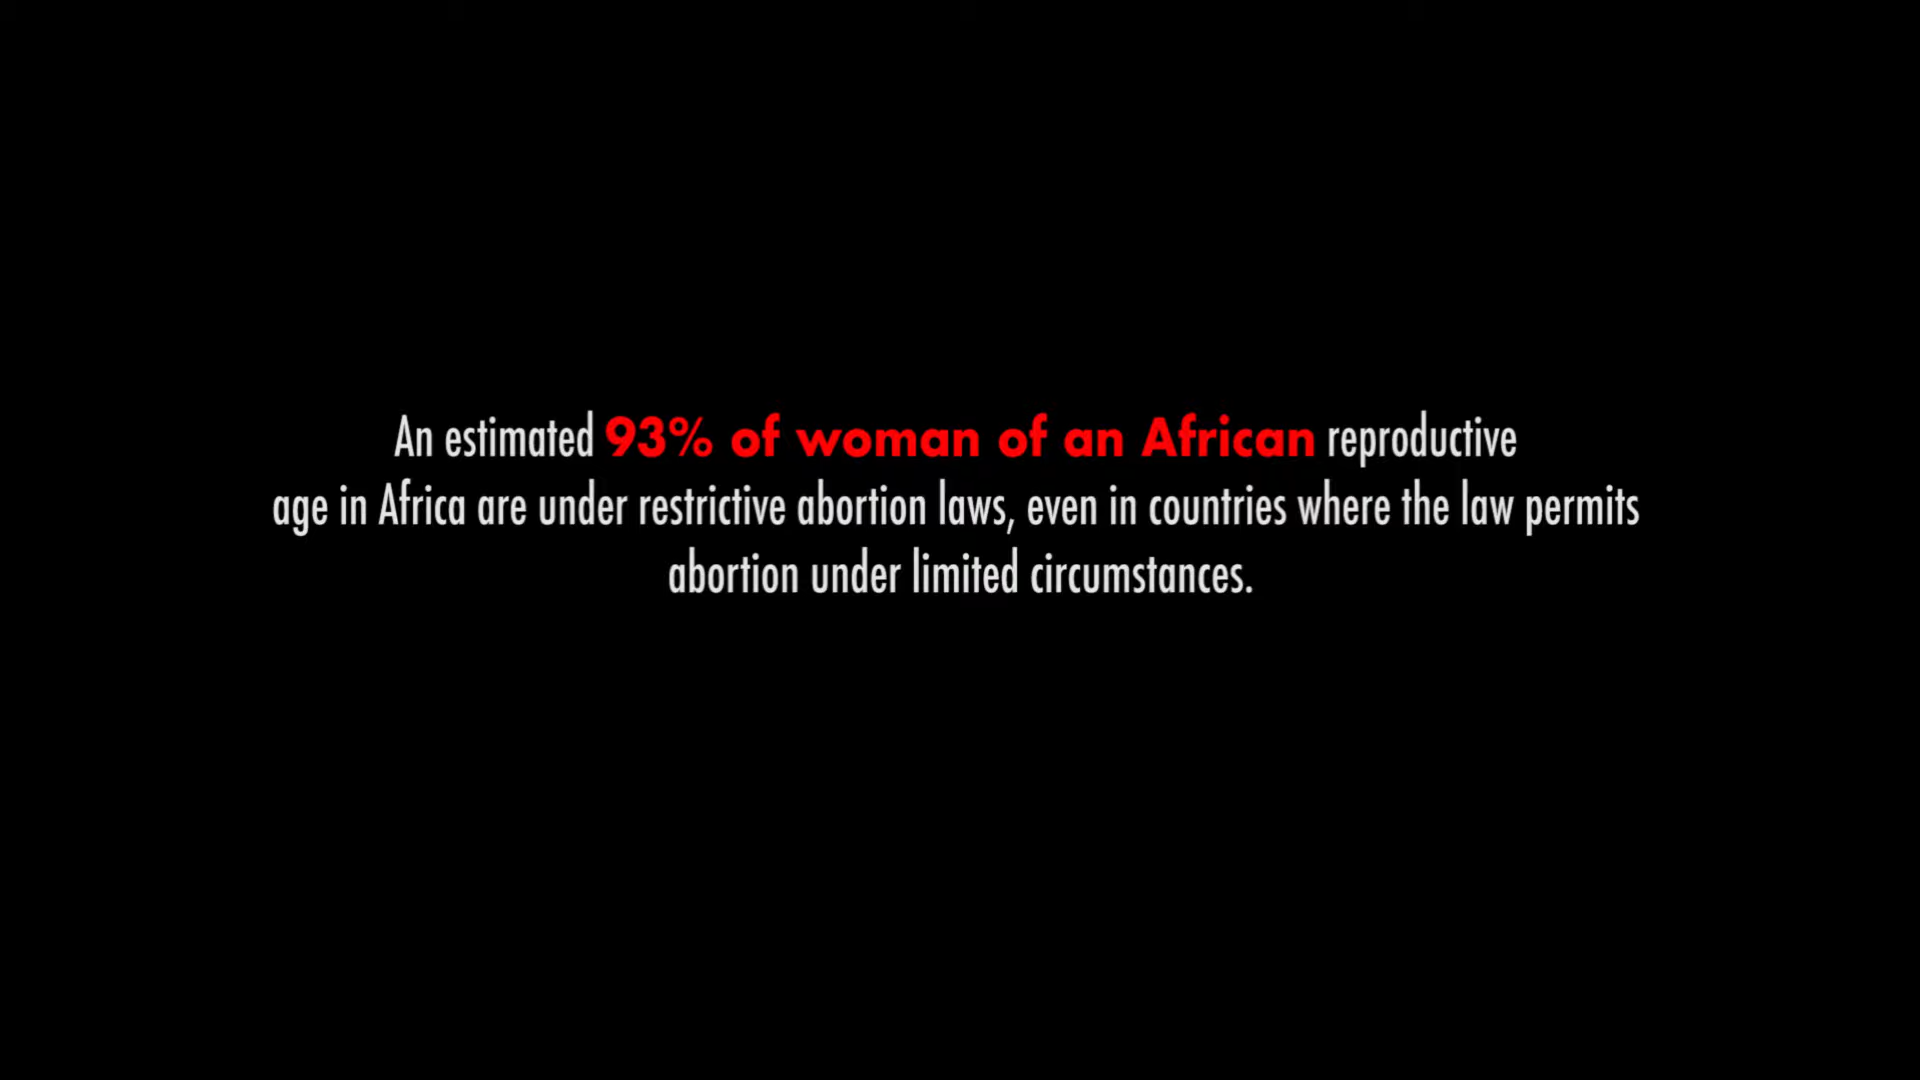 An estimated 93% of woman of an African reproductive
age in Africa are under restrictive abortion laws, even in countries where the law permits
abortion under limited circumstances.